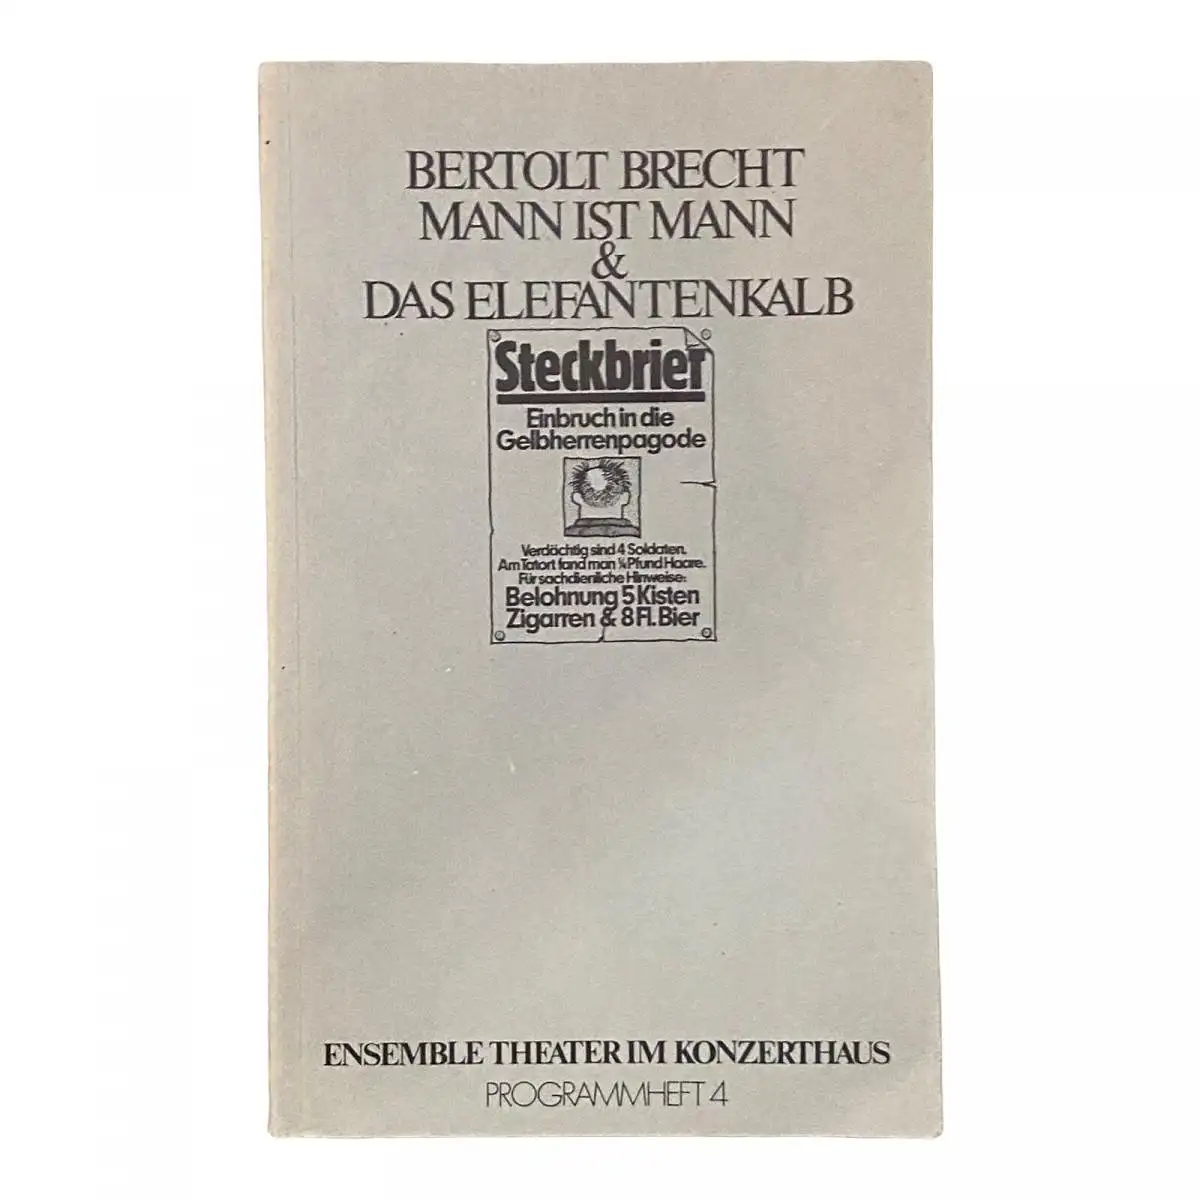 BERTOLT BRECHT
MANN IST MANN
&
DAS ELEFANTENKALB
Steckbrief
Einbruch in die
Gelbherrenpagode
Verdächtig sind 4 Soldaten.
Am Tatort fand man ¼ Pfund Haare.
Für sachdienliche Hinweise:
Belohnung 5 Kisten
Zigarren & 8 Fl. Bier
ENSEMBLE THEATER IM KONZERTHAUS
PROGRAMMHEFT 4